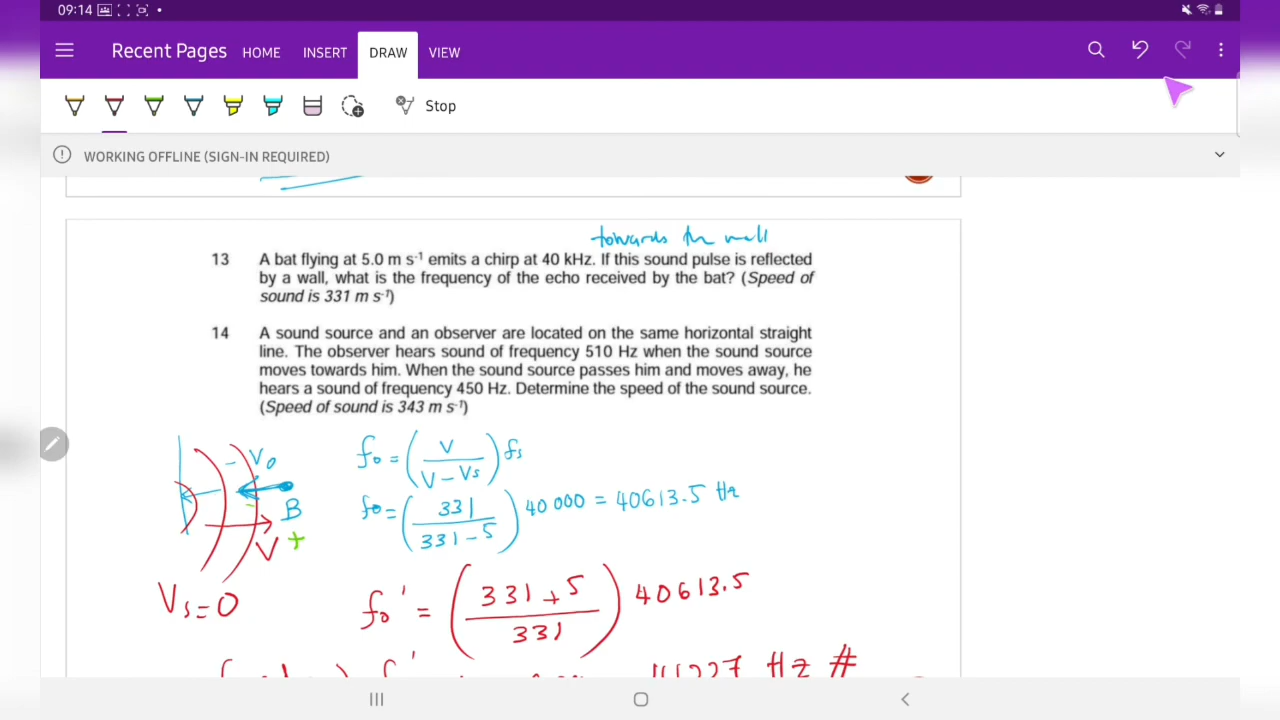 09:14
Recent Pages HOME INSERT DRAW VIEW
Stop
WORKING OFFLINE (SIGN-IN REQUIRED)
towards the wall
13 A bat flying at 5.0 m s⁻¹ emits a chirp at 40 kHz. If this sound pulse is reflected
by a wall, what is the frequency of the echo received by the bat? (Speed of
sound is 331 m s⁻¹)
14 A sound source and an observer are located on the same horizontal straight
line. The observer hears sound of frequency 510 Hz when the sound source
moves towards him. When the sound source passes him and moves away, he
hears a sound of frequency 450 Hz. Determine the speed of the sound source.
(Speed of sound is 343 m s⁻¹)
- Vo
fo = (V / V - Vs) fs
B
fo = (331 / 331 - 5) 40 000 = 40613.5 Hz
V +
Vs = 0
fo' = (331 + 5 / 331) 40613.5
Hz #